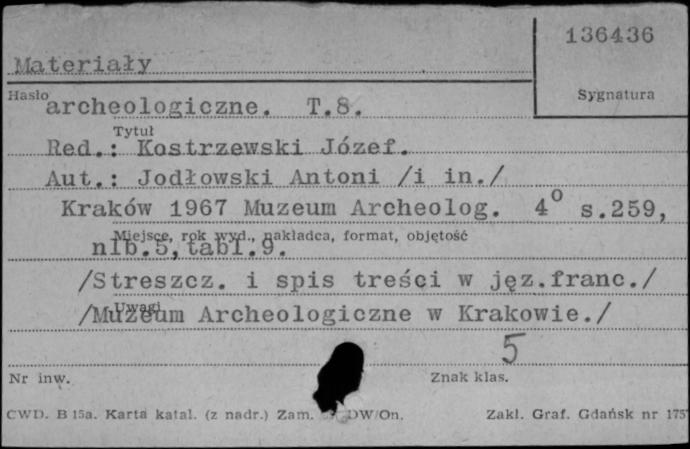 136436
Materiały
Hasło
Sygnatura
archeologiczne. T.8.
Tytuł
Red.: Kostrzewski Józef.
Aut.: Jodłowski Antoni /i in./
Kraków 1967 Muzeum Archeolog. 4° s.259,
Miejsce, rok wyd., nakładca, format, objętość
nlb.5,tabl.9.
/Streszcz. i spis treści w jęz.franc./
Uwagi
/Muzeum Archeologiczne w Krakowie./
5
Nr inw.
Znak klas.
CWD. B 15a. Karta katal. (z nadr.) Zam. DW/On.
Zakl. Graf. Gdańsk nr 175